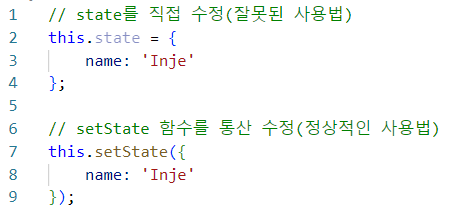 1 // state를 직접 수정(잘못된 사용법)
2 this.state = {
3     name: 'Inje'
4 };
5
6 // setState 함수를 통산 수정(정상적인 사용법)
7 this.setState({
8     name: 'Inje'
9 });